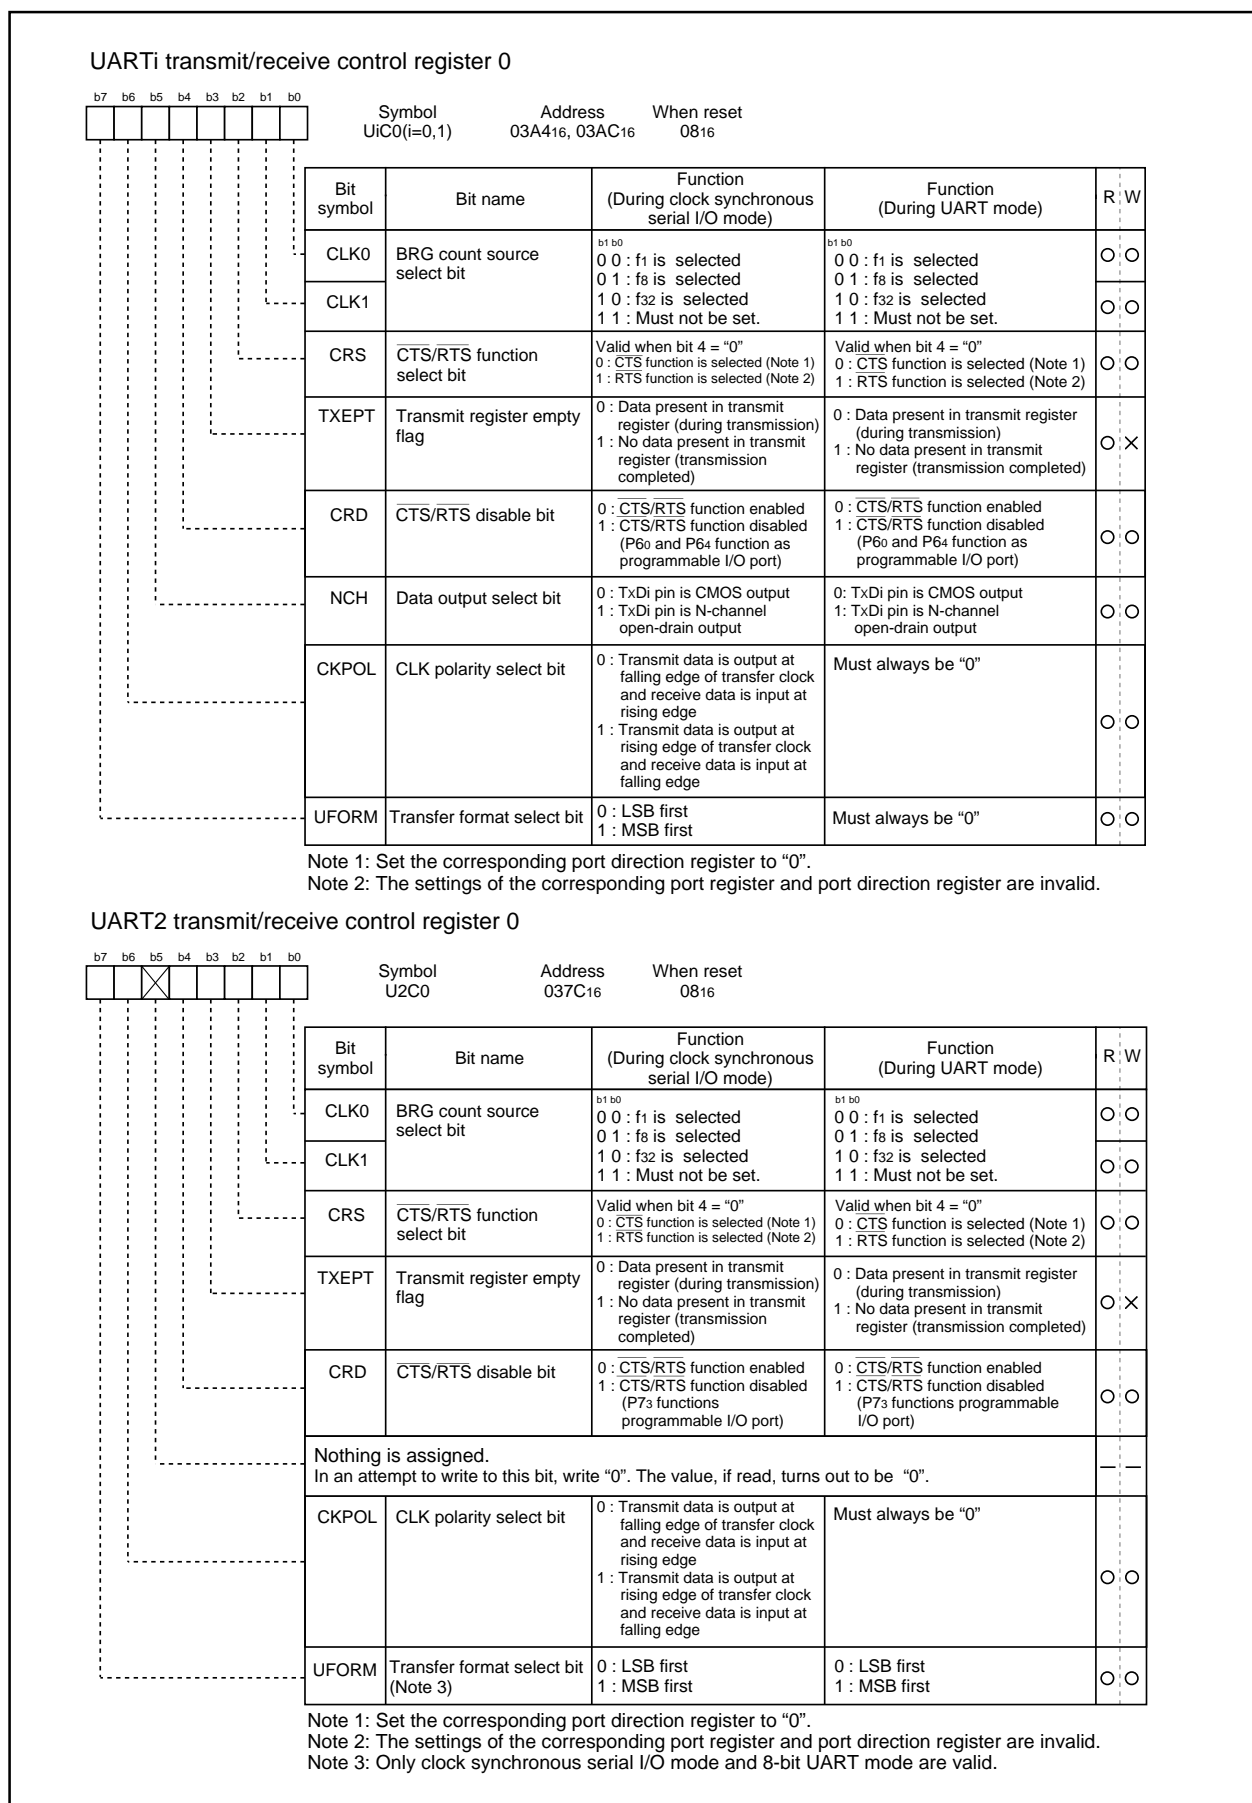 UARTi transmit/receive control register 0
b7 b6 b5 b4 b3 b2 b1 b0
Symbol Address When reset
UiC0(i=0,1) 03A416, 03AC16 0816
Bit symbol Bit name Function (During clock synchronous serial I/O mode) Function (During UART mode) R W
CLK0 BRG count source select bit
CLK1
b1 b0
0 0 : f1 is selected
0 1 : f8 is selected
1 0 : f32 is selected
1 1 : Must not be set.
b1 b0
0 0 : f1 is selected
0 1 : f8 is selected
1 0 : f32 is selected
1 1 : Must not be set.
CRS CTS/RTS function select bit
Valid when bit 4 = “0”
0 : CTS function is selected (Note 1)
1 : RTS function is selected (Note 2)
Valid when bit 4 = “0”
0 : CTS function is selected (Note 1)
1 : RTS function is selected (Note 2)
TXEPT Transmit register empty flag
0 : Data present in transmit
register (during transmission)
1 : No data present in transmit
register (transmission
completed)
0 : Data present in transmit register
(during transmission)
1 : No data present in transmit
register (transmission completed)
CRD CTS/RTS disable bit
0 : CTS/RTS function enabled
1 : CTS/RTS function disabled
(P60 and P64 function as
programmable I/O port)
0 : CTS/RTS function enabled
1 : CTS/RTS function disabled
(P60 and P64 function as
programmable I/O port)
NCH Data output select bit
0 : TxDi pin is CMOS output
1 : TxDi pin is N-channel
open-drain output
0: TxDi pin is CMOS output
1: TxDi pin is N-channel
open-drain output
CKPOL CLK polarity select bit
0 : Transmit data is output at
falling edge of transfer clock
and receive data is input at
rising edge
1 : Transmit data is output at
rising edge of transfer clock
and receive data is input at
falling edge
Must always be “0”
UFORM Transfer format select bit
0 : LSB first
1 : MSB first
Must always be “0”
Note 1: Set the corresponding port direction register to “0”.
Note 2: The settings of the corresponding port register and port direction register are invalid.
UART2 transmit/receive control register 0
b7 b6 b5 b4 b3 b2 b1 b0
Symbol Address When reset
U2C0 037C16 0816
Bit symbol Bit name Function (During clock synchronous serial I/O mode) Function (During UART mode) R W
CLK0 BRG count source select bit
CLK1
b1 b0
0 0 : f1 is selected
0 1 : f8 is selected
1 0 : f32 is selected
1 1 : Must not be set.
b1 b0
0 0 : f1 is selected
0 1 : f8 is selected
1 0 : f32 is selected
1 1 : Must not be set.
CRS CTS/RTS function select bit
Valid when bit 4 = “0”
0 : CTS function is selected (Note 1)
1 : RTS function is selected (Note 2)
Valid when bit 4 = “0”
0 : CTS function is selected (Note 1)
1 : RTS function is selected (Note 2)
TXEPT Transmit register empty flag
0 : Data present in transmit
register (during transmission)
1 : No data present in transmit
register (transmission
completed)
0 : Data present in transmit register
(during transmission)
1 : No data present in transmit
register (transmission completed)
CRD CTS/RTS disable bit
0 : CTS/RTS function enabled
1 : CTS/RTS function disabled
(P73 functions
programmable I/O port)
0 : CTS/RTS function enabled
1 : CTS/RTS function disabled
(P73 functions programmable
I/O port)
Nothing is assigned.
In an attempt to write to this bit, write “0”. The value, if read, turns out to be “0”.
CKPOL CLK polarity select bit
0 : Transmit data is output at
falling edge of transfer clock
and receive data is input at
rising edge
1 : Transmit data is output at
rising edge of transfer clock
and receive data is input at
falling edge
Must always be “0”
UFORM Transfer format select bit (Note 3)
0 : LSB first
1 : MSB first
0 : LSB first
1 : MSB first
Note 1: Set the corresponding port direction register to “0”.
Note 2: The settings of the corresponding port register and port direction register are invalid.
Note 3: Only clock synchronous serial I/O mode and 8-bit UART mode are valid.